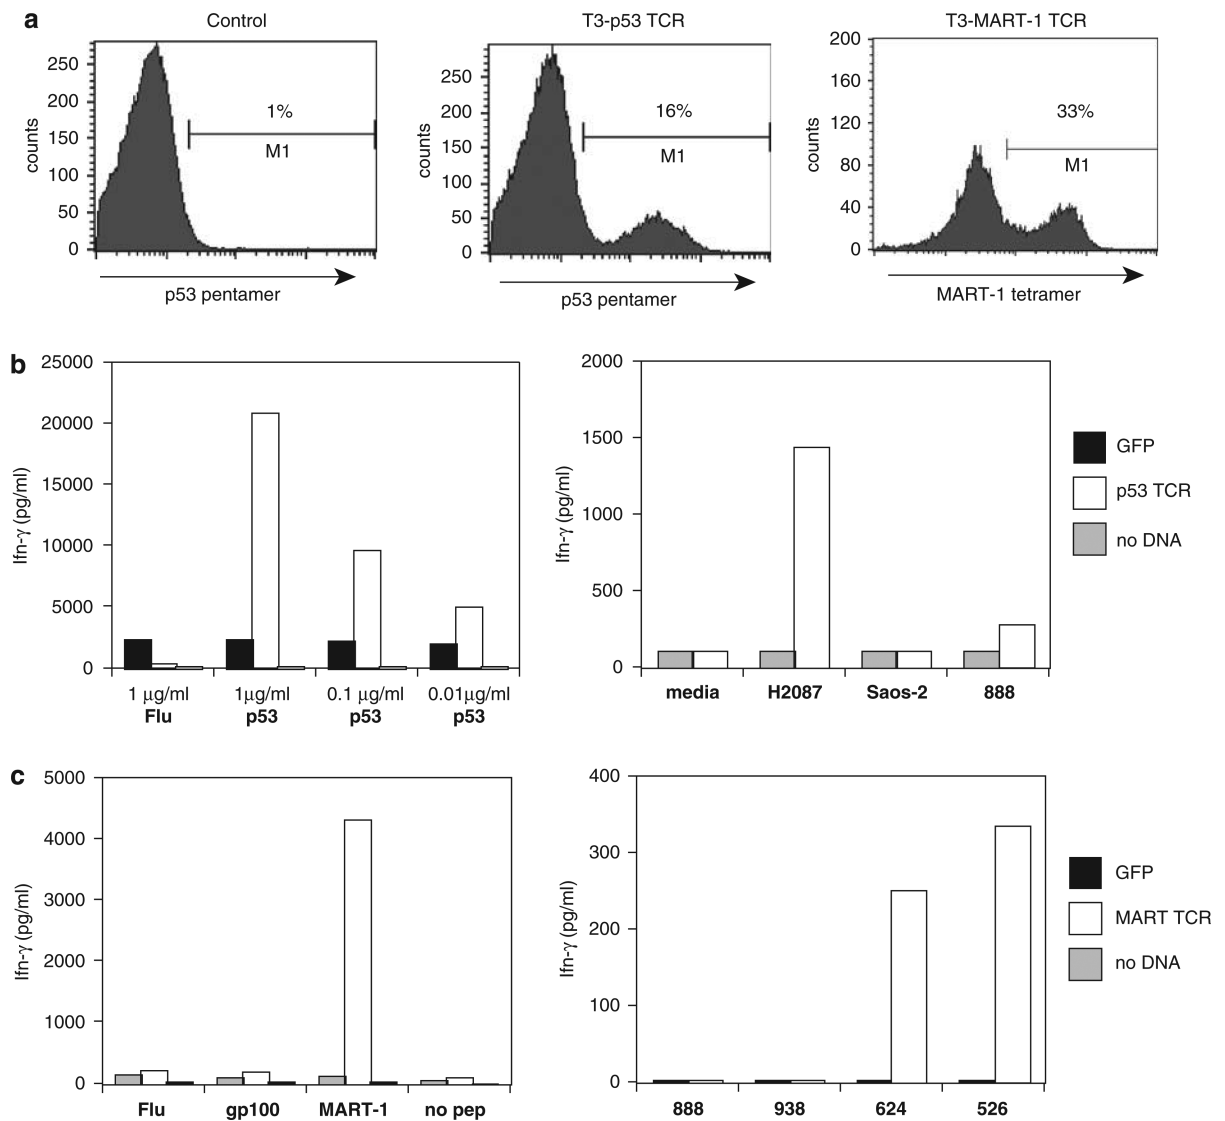 a
Control
T3-p53 TCR
T3-MART-1 TCR
counts
250
200
150
100
50
0
1%
M1
p53 pentamer
counts
250
200
150
100
50
0
16%
M1
p53 pentamer
counts
200
160
120
80
40
0
33%
M1
MART-1 tetramer
b
Ifn-γ (pg/ml)
25000
20000
15000
10000
5000
0
1 μg/ml 1μg/ml 0.1 μg/ml 0.01μg/ml
Flu p53 p53 p53
Ifn-γ (pg/ml)
2000
1500
1000
500
0
media H2087 Saos-2 888
GFP
p53 TCR
no DNA
c
Ifn-γ (pg/ml)
5000
4000
3000
2000
1000
0
Flu gp100 MART-1 no pep
Ifn-γ (pg/ml)
400
300
200
100
0
888 938 624 526
GFP
MART TCR
no DNA